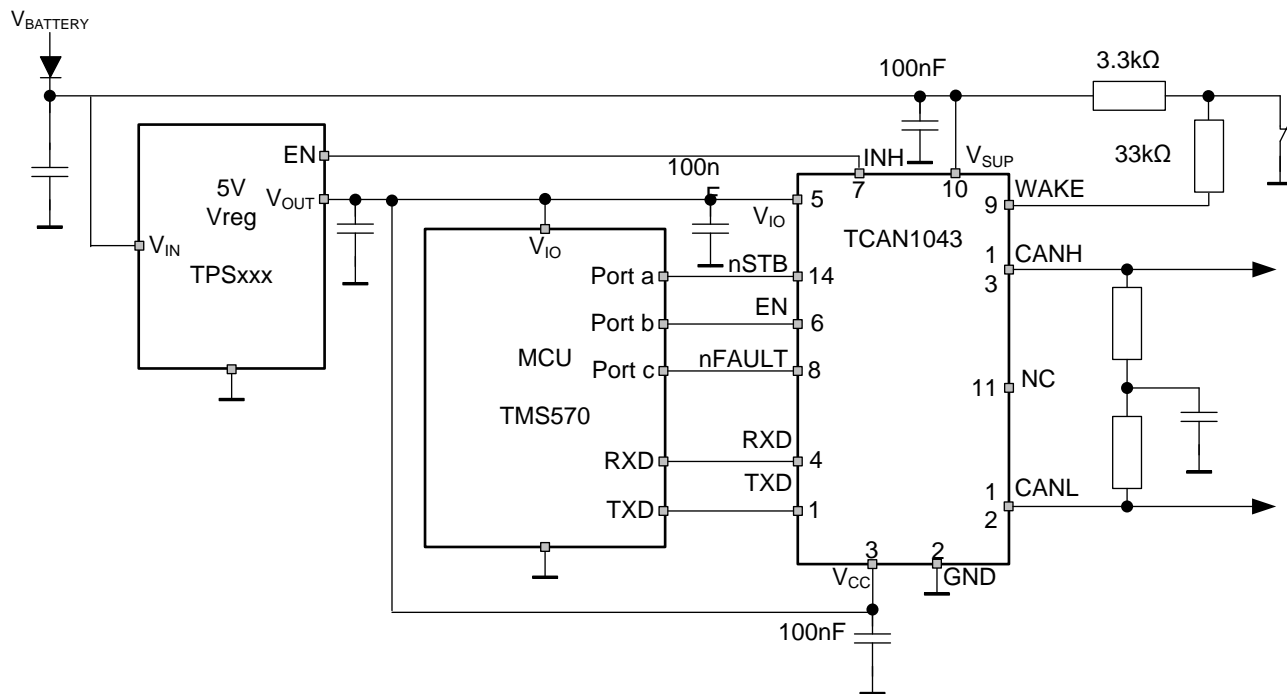 VBATTERY
100nF
3.3kΩ
33kΩ
EN
5V
Vreg
VOUT
VIN
TPSxxx
100n
F
INH
7
VSUP
10
WAKE
9
VIO
5
VIO
TCAN1043
CANH
1
3
Port a
nSTB
14
Port b
EN
6
Port c
nFAULT
8
MCU
TMS570
NC
11
RXD
RXD
4
TXD
TXD
1
CANL
1
2
3
VCC
2
GND
100nF